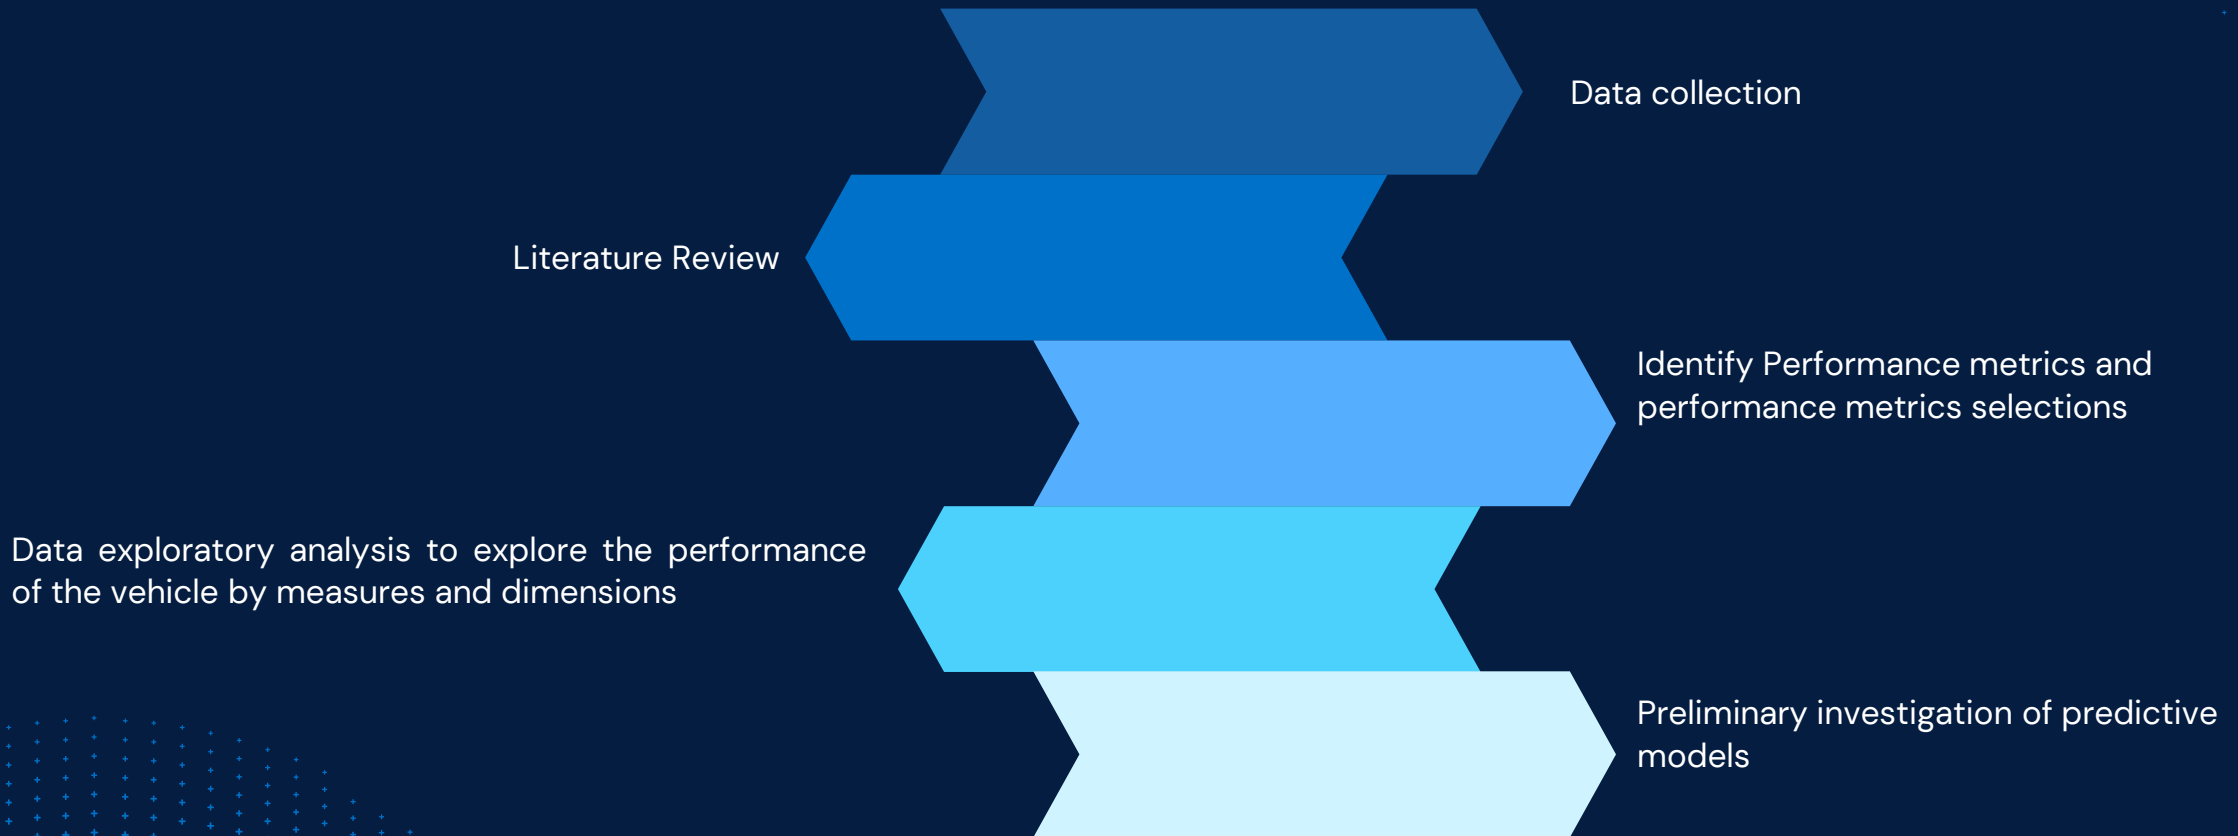 Data collection
Literature Review
Identify Performance metrics and
performance metrics selections
Data exploratory analysis to explore the performance
of the vehicle by measures and dimensions
Preliminary investigation of predictive
models